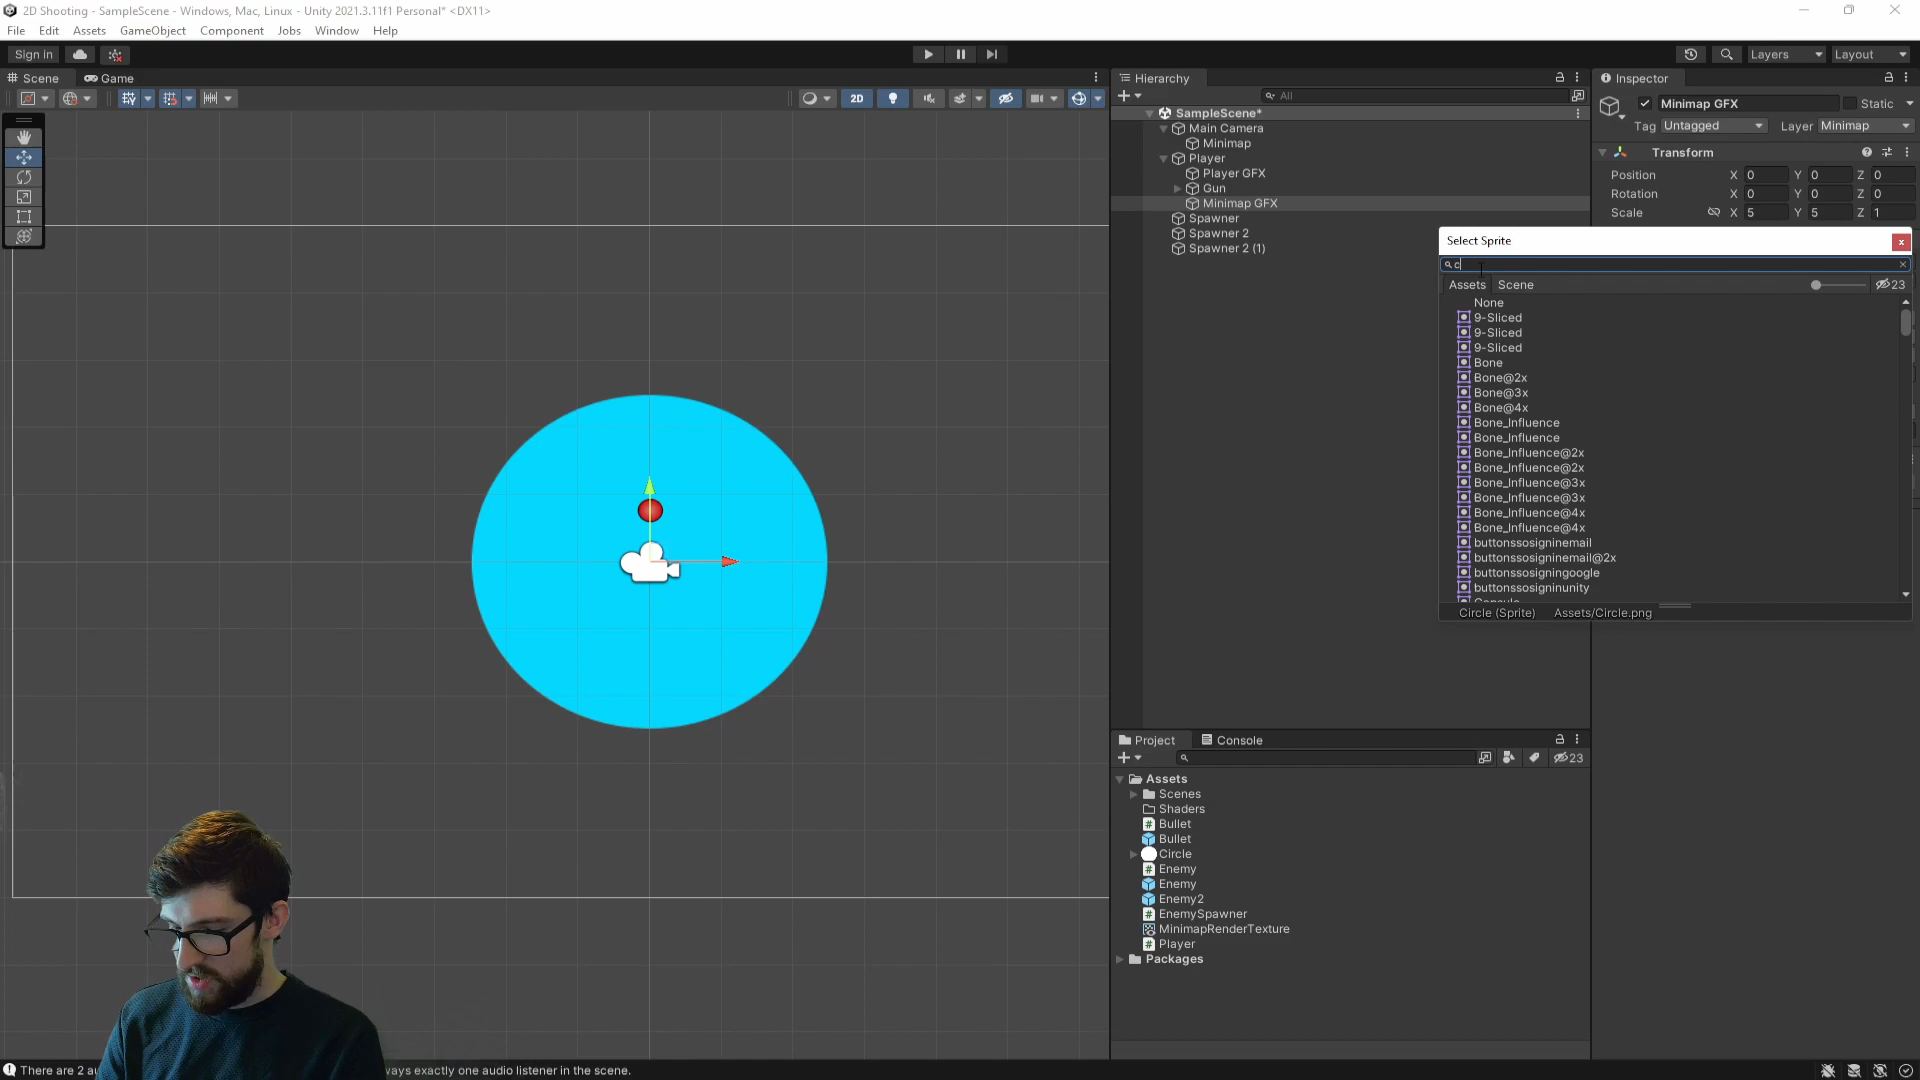 2D Shooting - SampleScene - Windows, Mac, Linux - Unity 2021.3.11f1 Personal* <DX11>
File Edit Assets GameObject Component Jobs Window Help
Sign in
Layers
Layout
Scene
Game
2D
Hierarchy
All
SampleScene*
Main Camera
Minimap
Player
Player GFX
Gun
Minimap GFX
Spawner
Spawner 2
Spawner 2 (1)
Inspector
Minimap GFX
Static
Tag Untagged
Layer Minimap
Transform
Position X 0 Y 0 Z 0
Rotation X 0 Y 0 Z 0
Scale X 5 Y 5 Z 1
Select Sprite
c
Assets Scene
23
None
9-Sliced
9-Sliced
9-Sliced
Bone
Bone@2x
Bone@3x
Bone@4x
Bone_Influence
Bone_Influence
Bone_Influence@2x
Bone_Influence@2x
Bone_Influence@3x
Bone_Influence@3x
Bone_Influence@4x
Bone_Influence@4x
buttonssosigninemail
buttonssosigninemail@2x
buttonssosigningoogle
buttonssosigninunity
Circle (Sprite) Assets/Circle.png
Project
Console
23
Assets
Scenes
Shaders
Bullet
Bullet
Circle
Enemy
Enemy
Enemy2
EnemySpawner
MinimapRenderTexture
Player
Packages
There are 2 au
ways exactly one audio listener in the scene.